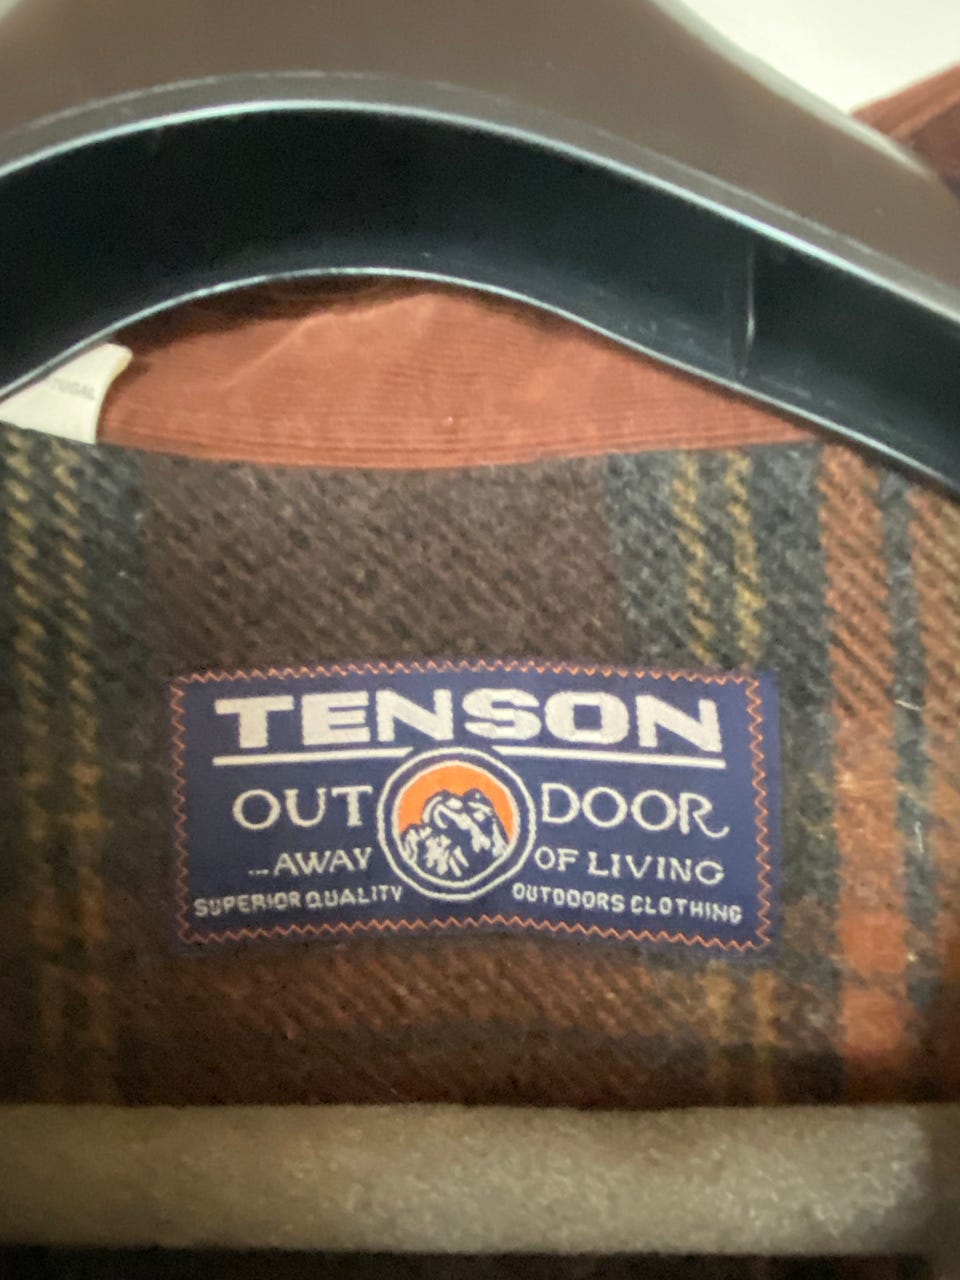 TENSON
OUT DOOR
...AWAY OF LIVING
SUPERIOR QUALITY OUTDOORS CLOTHING